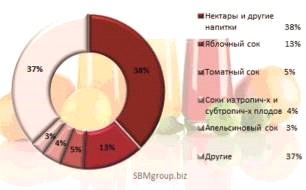 Нектары и другие
напитки 38%
Яблочный сок 13%
Томатный сок 5%
Соки из тропич-х и
субтропич-х плодов 4%
Апельсиновый сок 3%
Другие 37%
38%
13%
5%
4%
3%
37%
SBMgroup.biz